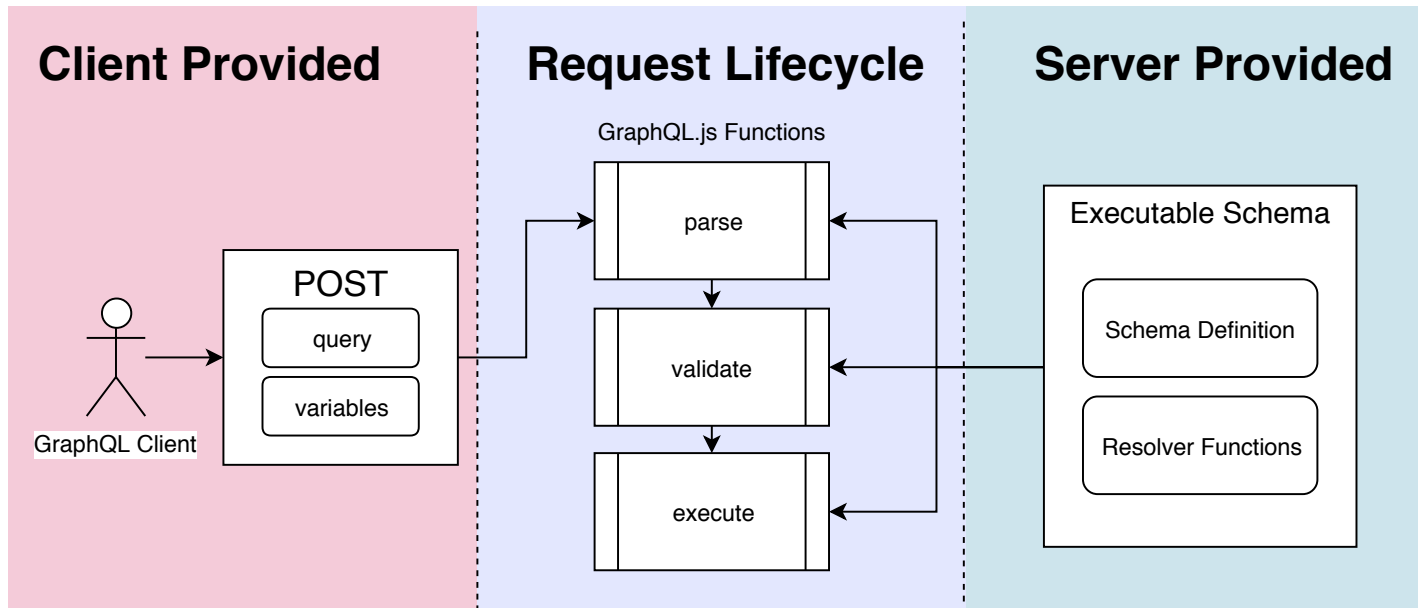 Client Provided
Request Lifecycle
Server Provided
GraphQL.js Functions
parse
validate
execute
POST
query
variables
GraphQL Client
Executable Schema
Schema Definition
Resolver Functions